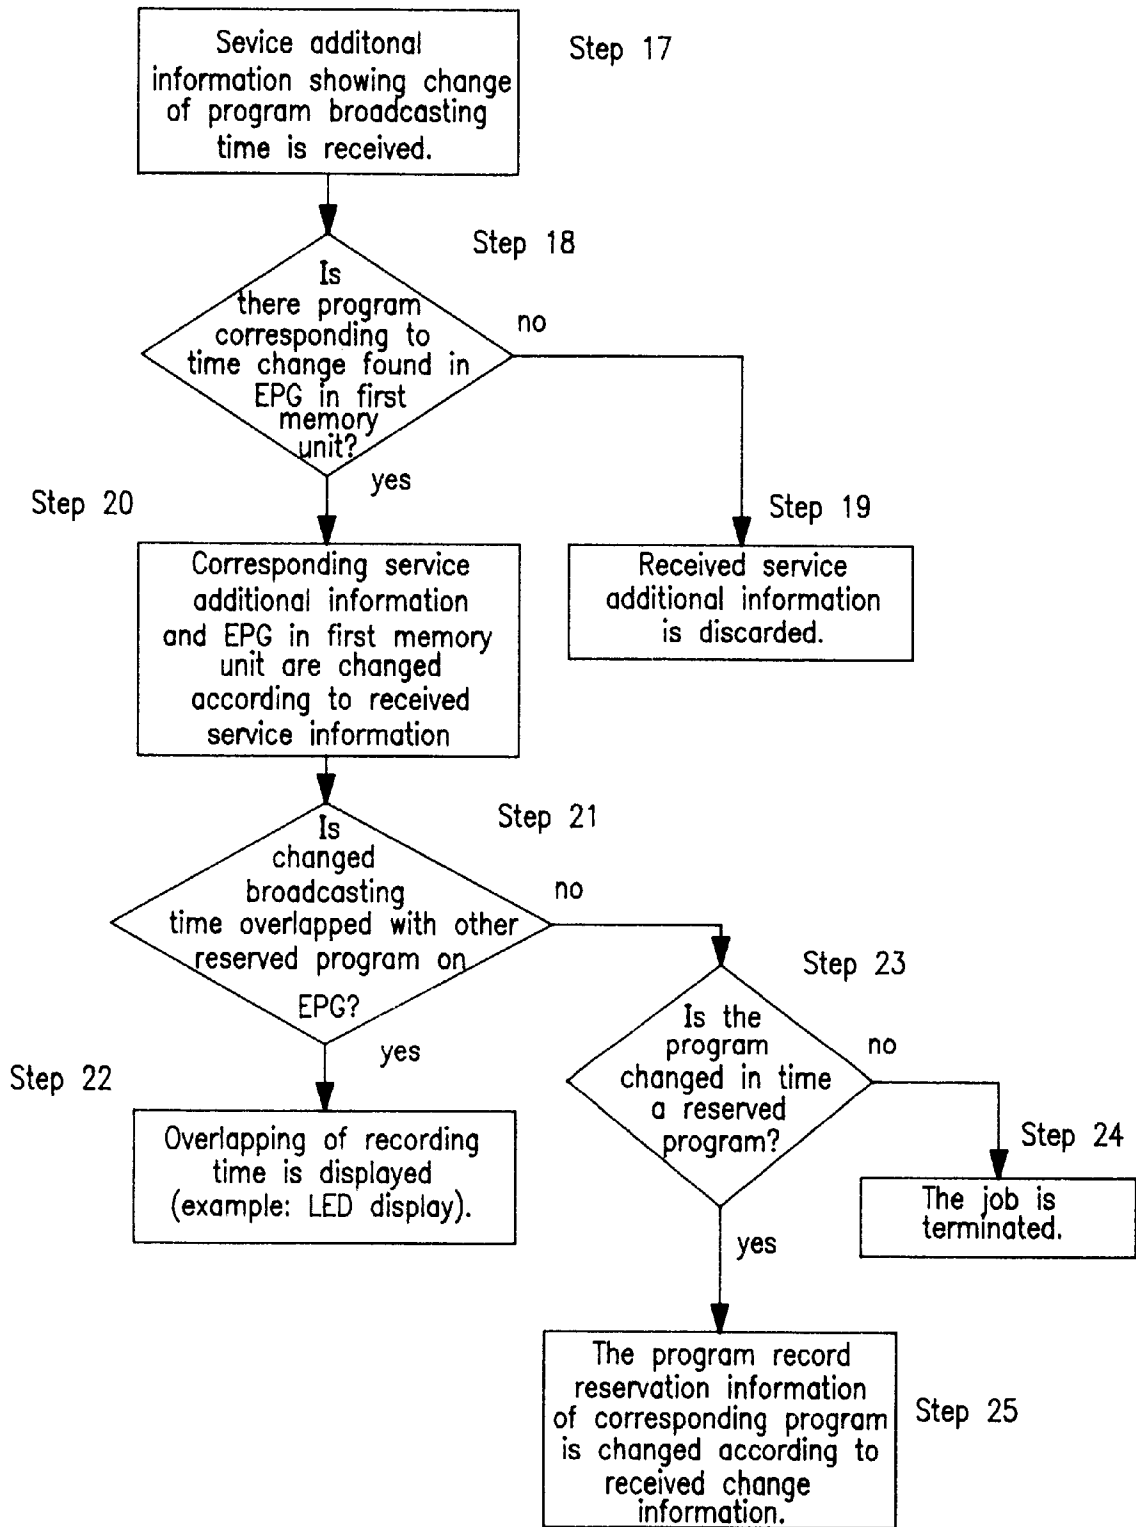 Sevice additonal
information showing change
of program broadcasting
time is received.
Step 17
Step 18
Is
there program
corresponding to
time change found in
EPG in first
memory
unit?
no
yes
Step 20
Step 19
Corresponding service
additional information
and EPG in first memory
unit are changed
according to received
service information
Received service
additional information
is discarded.
Step 21
Is
changed
broadcasting
time overlapped with other
reserved program on
EPG?
no
yes
Step 22
Step 23
Is the
program
changed in time
a reserved
program?
no
yes
Overlapping of recording
time is displayed
(example: LED display).
Step 24
The job is
terminated.
The program record
reservation information
of corresponding program
is changed according to
received change
information.
Step 25